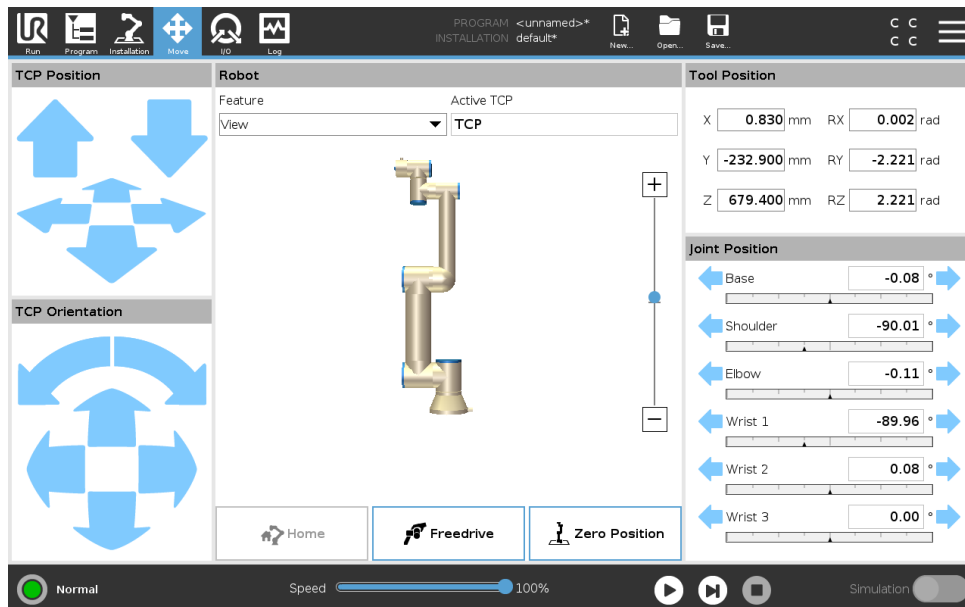 PROGRAM <unnamed>*
INSTALLATION default*
Run Program Installation Move I/O Log New... Open... Save...
C C
C C
TCP Position
Robot
Tool Position
Feature Active TCP
View TCP
X 0.830 mm RX 0.002 rad
Y -232.900 mm RY -2.221 rad
Z 679.400 mm RZ 2.221 rad
+
−
Joint Position
Base -0.08 °
Shoulder -90.01 °
Elbow -0.11 °
Wrist 1 -89.96 °
Wrist 2 0.08 °
Wrist 3 0.00 °
TCP Orientation
Home Freedrive Zero Position
Normal Speed 100% Simulation